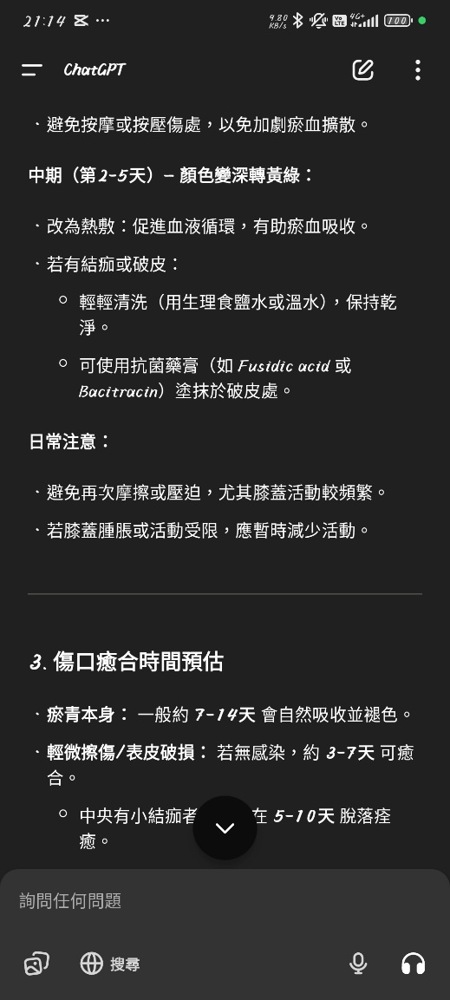 21:14
9.80 KB/s
Vo LTE
4G+
100
ChatGPT
· 避免按摩或按壓傷處，以免加劇瘀血擴散。
中期（第2-5天）– 顏色變深轉黃綠：
· 改為熱敷：促進血液循環，有助瘀血吸收。
· 若有結痂或破皮：
○ 輕輕清洗（用生理食鹽水或溫水），保持乾
淨。
○ 可使用抗菌藥膏（如 Fusidic acid 或
Bacitracin）塗抹於破皮處。
日常注意：
· 避免再次摩擦或壓迫，尤其膝蓋活動較頻繁。
· 若膝蓋腫脹或活動受限，應暫時減少活動。
3. 傷口癒合時間預估
· 瘀青本身： 一般約 7-14天 會自然吸收並褪色。
· 輕微擦傷/表皮破損： 若無感染，約 3-7天 可癒
合。
○ 中央有小結痂者 在 5-10天 脫落痊
癒。
詢問任何問題
搜尋